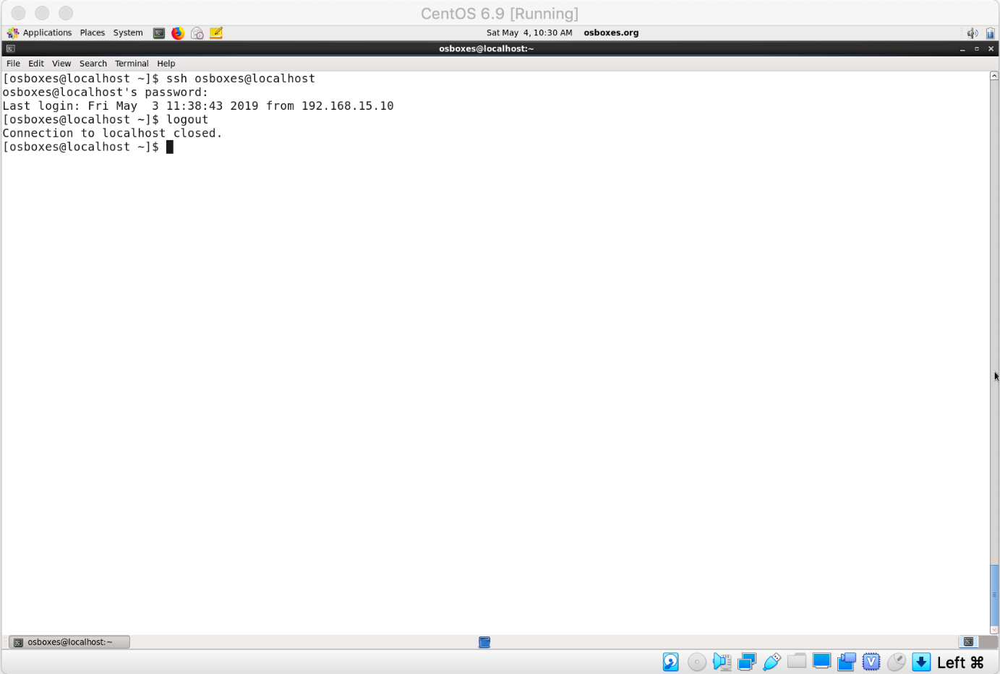 CentOS 6.9 [Running]
Applications Places System Sat May 4, 10:30 AM osboxes.org
osboxes@localhost:~
File Edit View Search Terminal Help
[osboxes@localhost ~]$ ssh osboxes@localhost
osboxes@localhost's password:
Last login: Fri May  3 11:38:43 2019 from 192.168.15.10
[osboxes@localhost ~]$ logout
Connection to localhost closed.
[osboxes@localhost ~]$
osboxes@localhost:~
Left ⌘